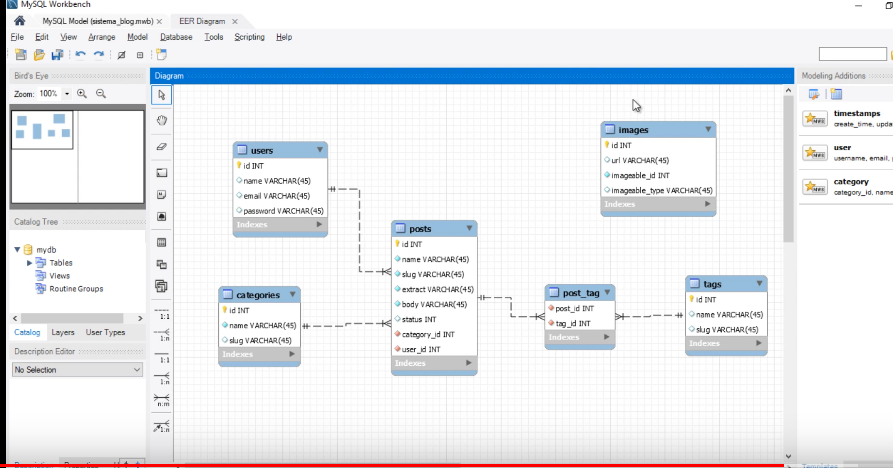 MySQL Workbench
MySQL Model (sistema_blog.mwb) × EER Diagram ×
File Edit View Arrange Model Database Tools Scripting Help
Bird's Eye
Zoom: 100%
Catalog Tree
mydb
Tables
Views
Routine Groups
Catalog Layers User Types
Description Editor
No Selection
Diagram
1:1
1:n
1:1
1:n
n:m
1:n
users
id INT
name VARCHAR(45)
email VARCHAR(45)
password VARCHAR(45)
Indexes
categories
id INT
name VARCHAR(45)
slug VARCHAR(45)
Indexes
posts
id INT
name VARCHAR(45)
slug VARCHAR(45)
extract VARCHAR(45)
body VARCHAR(45)
status INT
category_id INT
user_id INT
Indexes
images
id INT
url VARCHAR(45)
imageable_id INT
imageable_type VARCHAR(45)
Indexes
post_tag
post_id INT
tag_id INT
Indexes
tags
id INT
name VARCHAR(45)
slug VARCHAR(45)
Indexes
Modeling Additions
timestamps
create_time, upda
user
username, email,
category
category_id, name
Templates